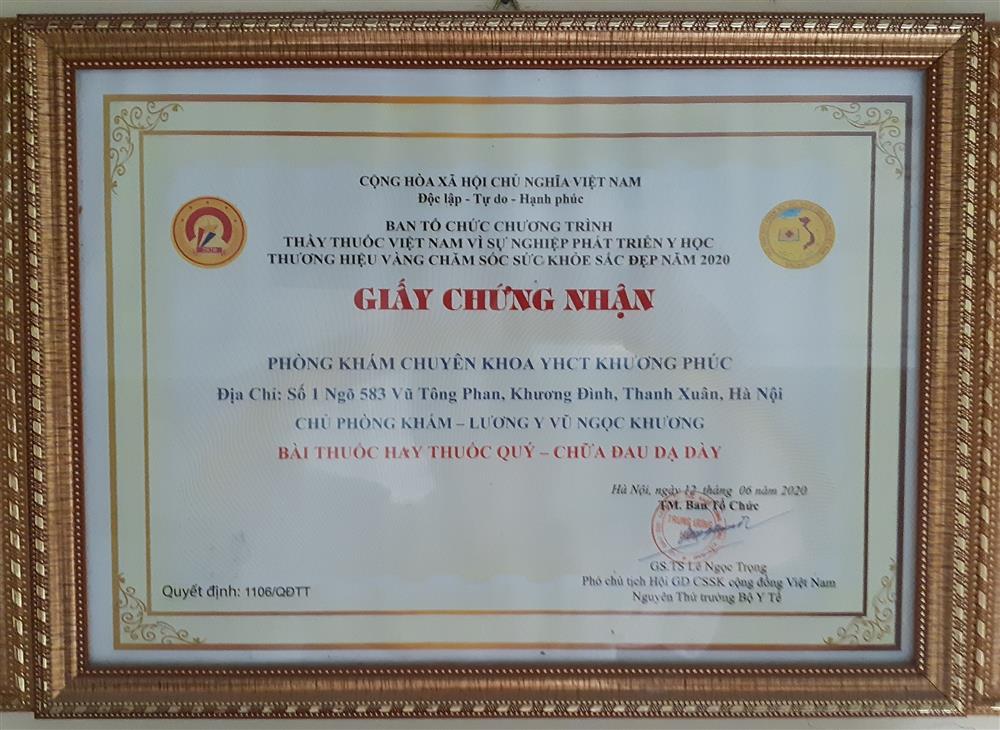 CỘNG HÒA XÃ HỘI CHỦ NGHĨA VIỆT NAM
Độc lập - Tự do - Hạnh phúc
BAN TỔ CHỨC CHƯƠNG TRÌNH
THẦY THUỐC VIỆT NAM VÌ SỰ NGHIỆP PHÁT TRIỂN Y HỌC
THƯƠNG HIỆU VÀNG CHĂM SÓC SỨC KHỎE SẮC ĐẸP NĂM 2020
GIẤY CHỨNG NHẬN
PHÒNG KHÁM CHUYÊN KHOA YHCT KHƯƠNG PHÚC
Địa Chỉ: Số 1 Ngõ 583 Vũ Tông Phan, Khương Đình, Thanh Xuân, Hà Nội
CHỦ PHÒNG KHÁM – LƯƠNG Y VŨ NGỌC KHƯƠNG
BÀI THUỐC HAY THUỐC QUÝ – CHỮA ĐAU DẠ DÀY
Hà Nội, ngày 12 tháng 06 năm 2020
TM. Ban Tổ Chức
TRUNG ƯƠNG
GS.TS Lê Ngọc Trọng
Phó chủ tịch Hội GD CSSK cộng đồng Việt Nam
Nguyên Thứ trưởng Bộ Y Tế
Quyết định: 1106/QĐTT